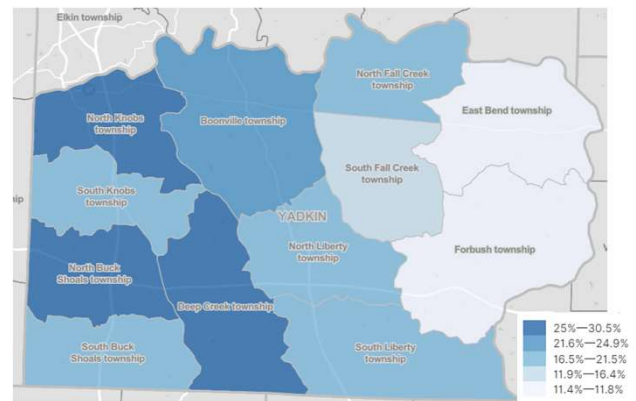 Elkin township
North Fall Creek
township
North Knobs
township
Boonville township
East Bend township
South Fall Creek
township
South Knobs
township
YADKIN
North Liberty
township
Forbush township
North Buck
Shoals township
Deep Creek township
South Buck
Shoals township
South Liberty
township
25%—30.5%
21.6%—24.9%
16.5%—21.5%
11.9%—16.4%
11.4%—11.8%